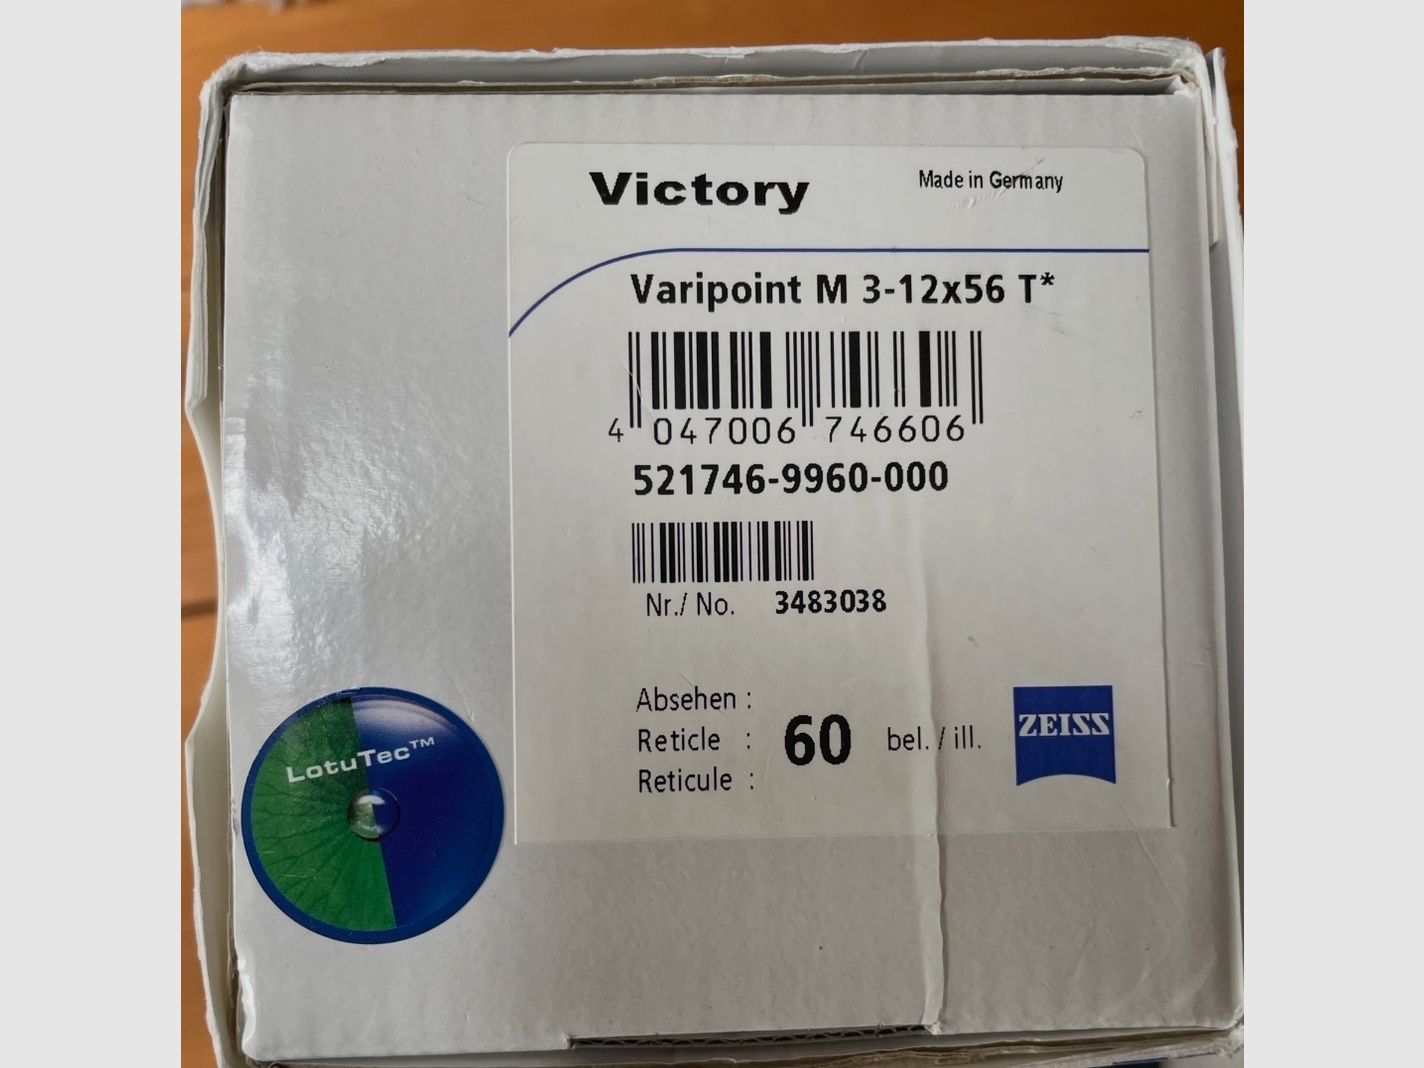 Victory
Made in Germany
Varipoint M 3-12x56 T*
4 047006 746606
521746-9960-000
Nr./ No. 3483038
Absehen :
Reticle : 60 bel. / ill.
Reticule :
ZEISS
LotuTec™